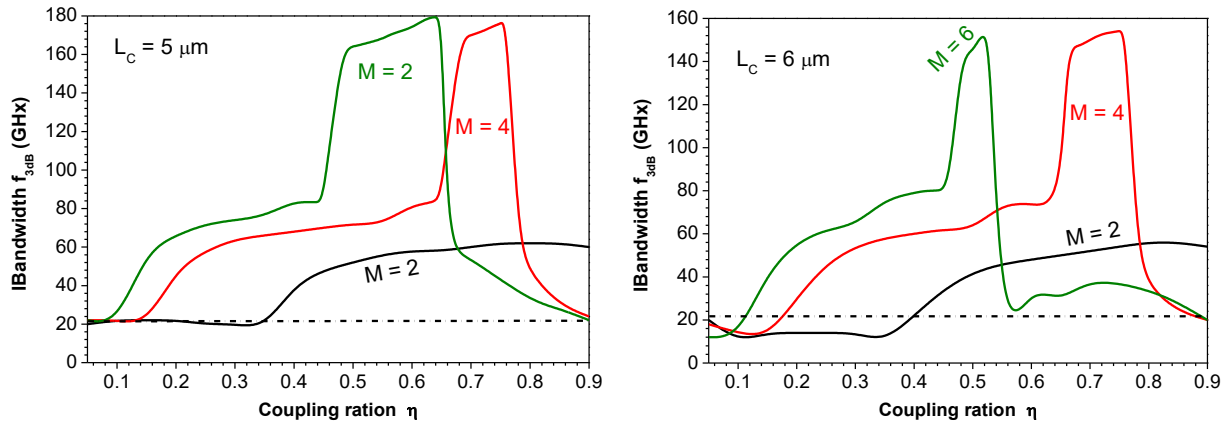 180
160
140
120
100
80
60
40
20
0
IBandwidth f3dB (GHx)
LC = 5 μm
M = 2
M = 4
M = 2
0.1 0.2 0.3 0.4 0.5 0.6 0.7 0.8 0.9
Coupling ration η
160
140
120
100
80
60
40
20
0
IBandwidth f3dB (GHx)
LC = 6 μm
M = 6
M = 4
M = 2
0.1 0.2 0.3 0.4 0.5 0.6 0.7 0.8 0.9
Coupling ration η